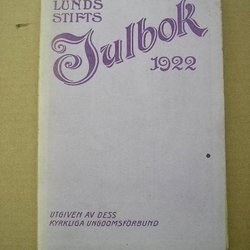 LUNDS
STIFTS
Julbok
1922
UTGIVEN AV DESS
KYRKLIGA UNGDOMSFÖRBUND